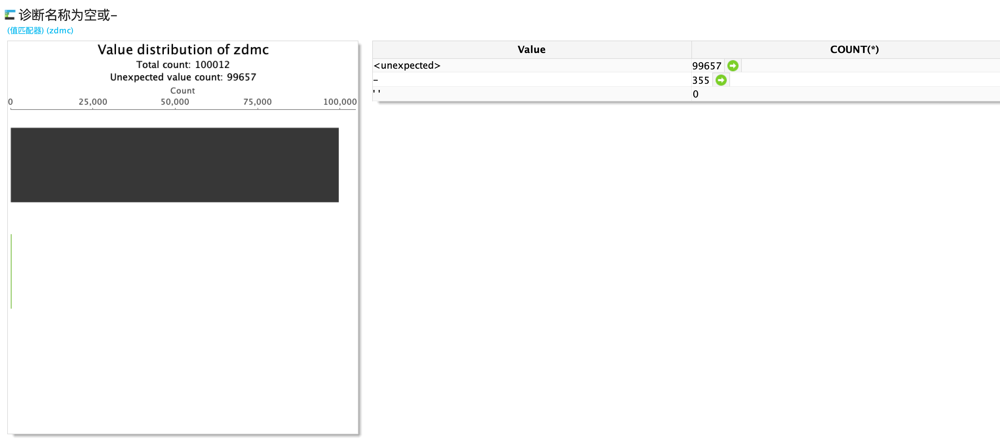 诊断名称为空或-
(值匹配器) (zdmc)
Value distribution of zdmc
Total count: 100012
Unexpected value count: 99657
Count
0 25,000 50,000 75,000 100,000
Value COUNT(*)
<unexpected> 99657
- 355
' ' 0